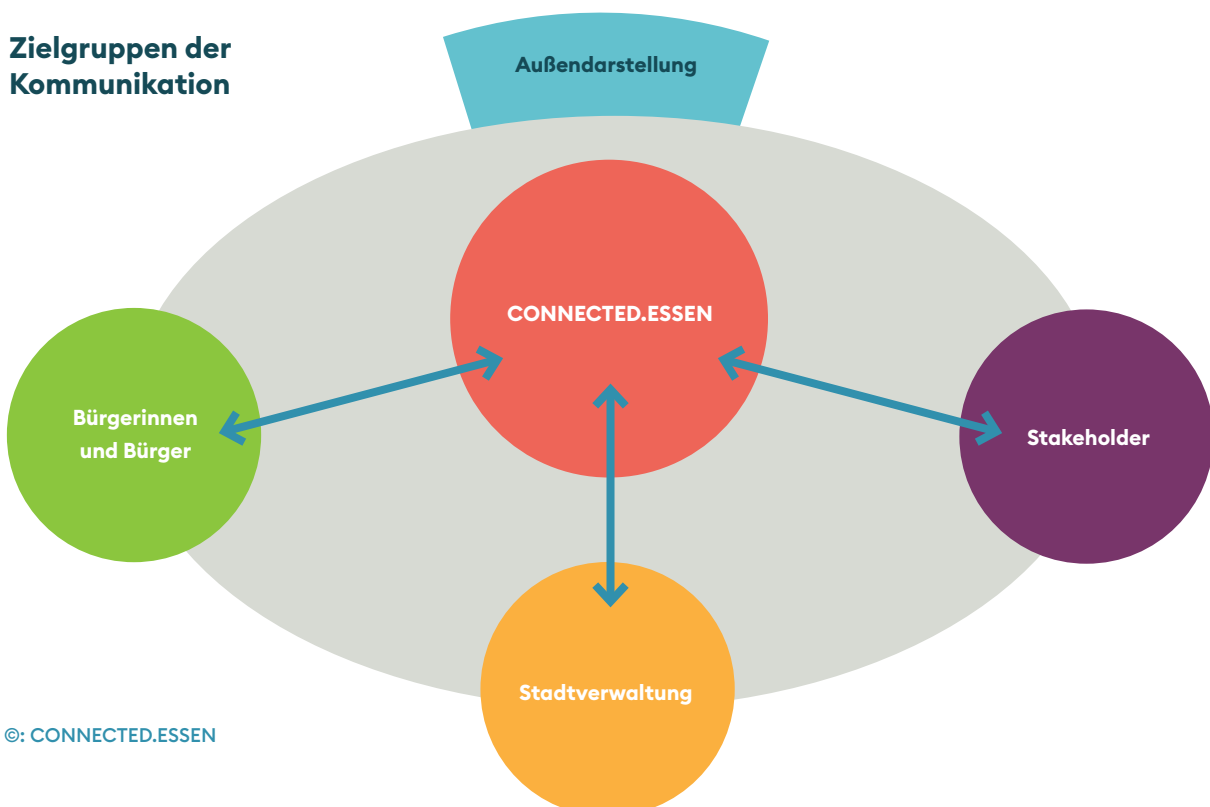 Zielgruppen der
Kommunikation
Außendarstellung
CONNECTED.ESSEN
Bürgerinnen
und Bürger
Stakeholder
Stadtverwaltung
©: CONNECTED.ESSEN